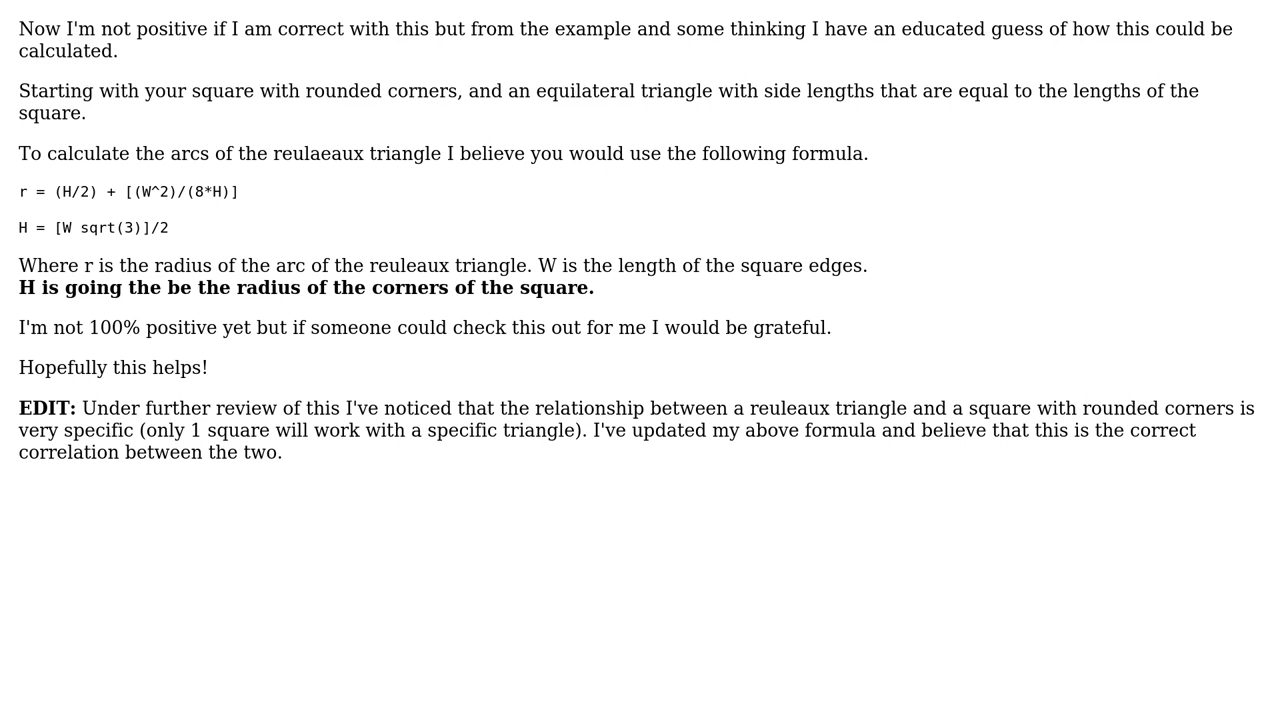 Now I'm not positive if I am correct with this but from the example and some thinking I have an educated guess of how this could be
calculated.
Starting with your square with rounded corners, and an equilateral triangle with side lengths that are equal to the lengths of the
square.
To calculate the arcs of the reulaeaux triangle I believe you would use the following formula.
r = (H/2) + [(W^2)/(8*H)]
H = [W sqrt(3)]/2
Where r is the radius of the arc of the reuleaux triangle. W is the length of the square edges.
H is going the be the radius of the corners of the square.
I'm not 100% positive yet but if someone could check this out for me I would be grateful.
Hopefully this helps!
EDIT: Under further review of this I've noticed that the relationship between a reuleaux triangle and a square with rounded corners is
very specific (only 1 square will work with a specific triangle). I've updated my above formula and believe that this is the correct
correlation between the two.